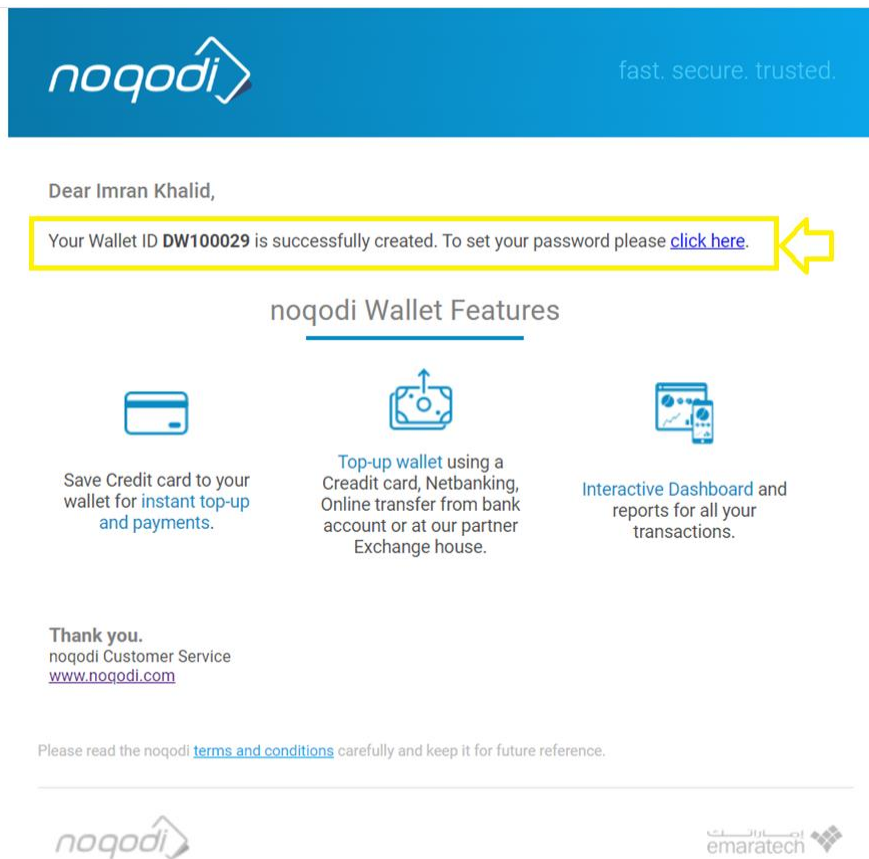 noqodi
fast. secure. trusted.
Dear Imran Khalid,
Your Wallet ID DW100029 is successfully created. To set your password please click here.
noqodi Wallet Features
Save Credit card to your
wallet for instant top-up
and payments.
Top-up wallet using a
Creadit card, Netbanking,
Online transfer from bank
account or at our partner
Exchange house.
Interactive Dashboard and
reports for all your
transactions.
Thank you.
noqodi Customer Service
www.noqodi.com
Please read the noqodi terms and conditions carefully and keep it for future reference.
noqodi
إمـــاراتـــك
emaratech